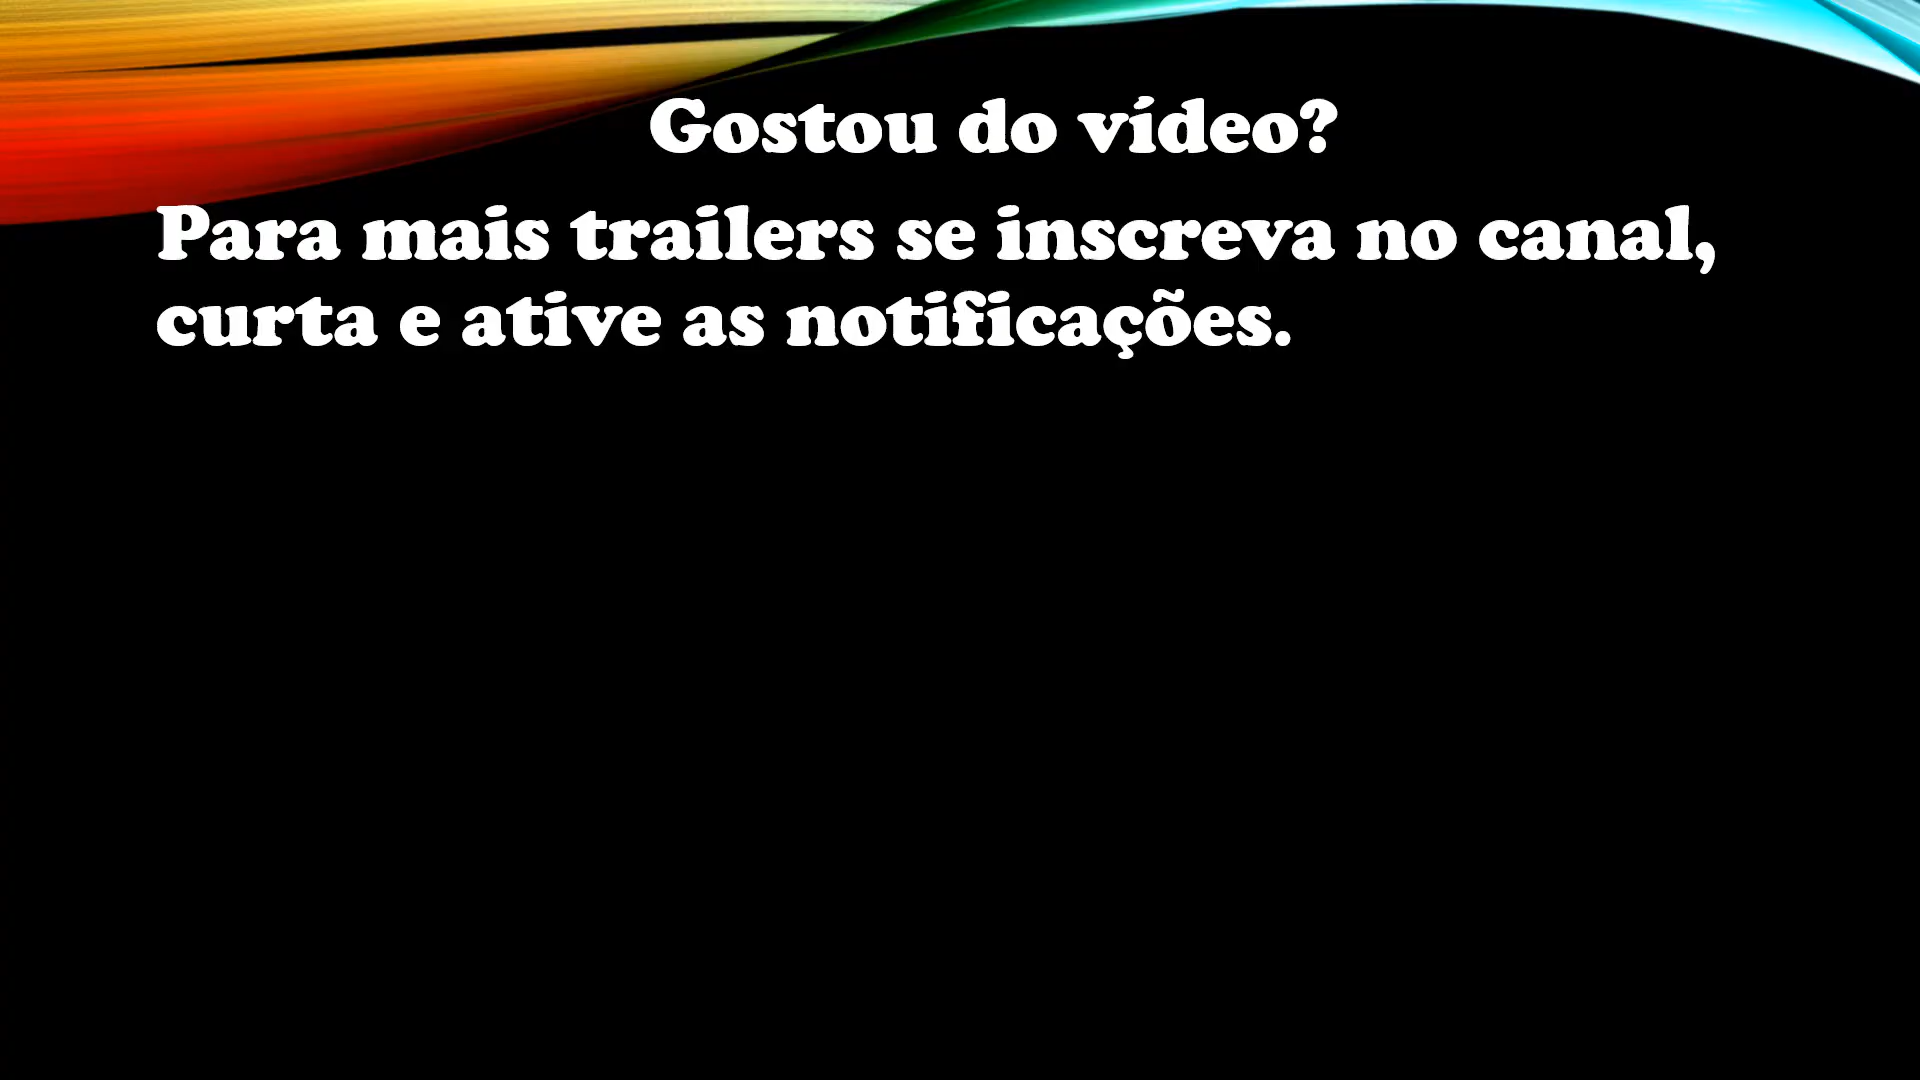 Gostou do vídeo?
Para mais trailers se inscreva no canal,
curta e ative as notificações.